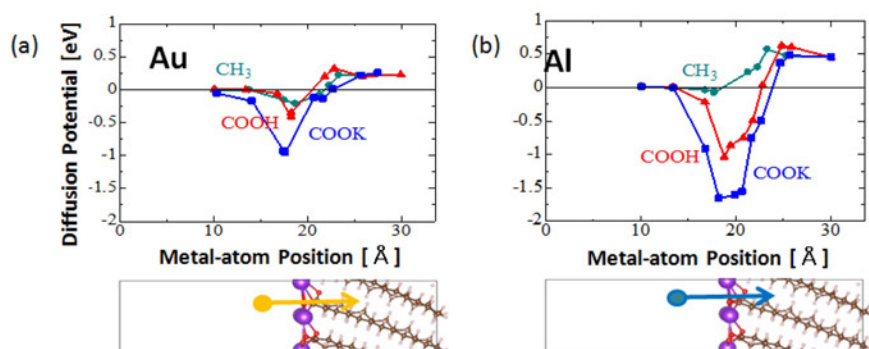 (a)
Au
Diffusion Potential [eV]
1
0.5
0
-0.5
-1
-1.5
-2
CH3
COOH
COOK
0
10
20
30
Metal-atom Position [Å]
(b)
Al
1
0.5
0
-0.5
-1
-1.5
-2
CH3
COOH
COOK
0
10
20
30
Metal-atom Position [Å]